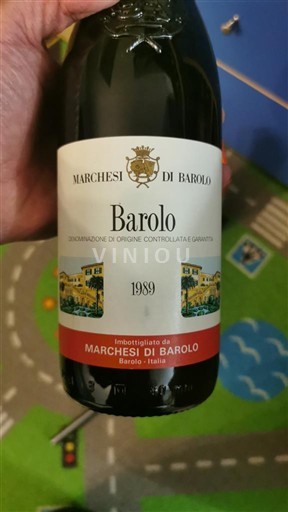 MARCHESI DI BAROLO
Barolo
DENOMINAZIONE DI ORIGINE CONTROLLATA E GARANTITA
VINIOU
1989
Imbottigliato da
MARCHESI DI BAROLO
Barolo - Italia